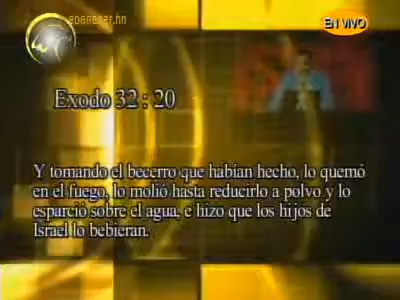 EN VIVO
Exodo 32 : 20
Y tomando el becerro que habían hecho, lo quemó
en el fuego, lo molió hasta reducirlo a polvo y lo
esparció sobre el agua, e hizo que los hijos de
Israel lo bebieran.